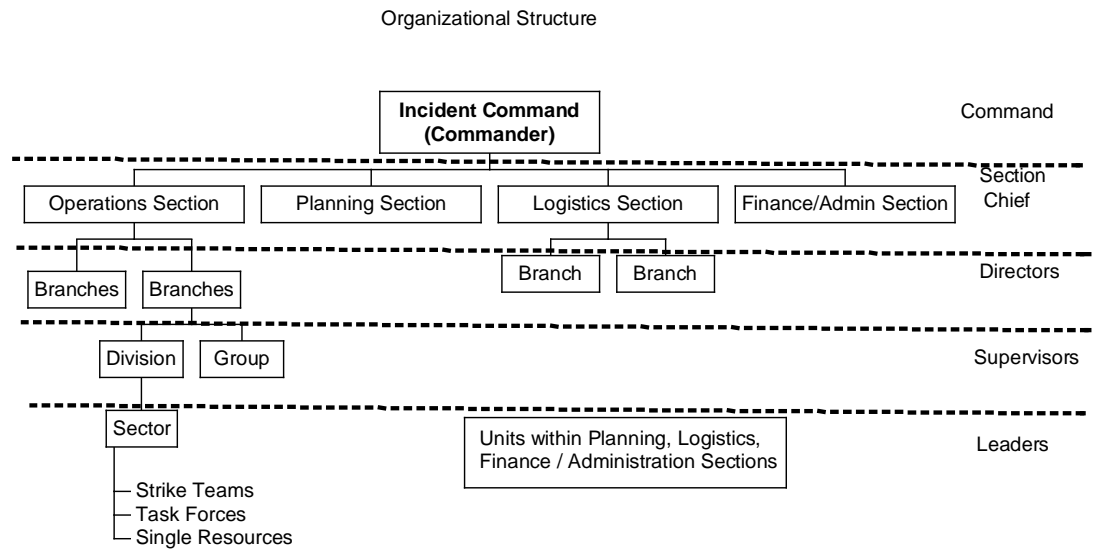 Organizational Structure
Incident Command
(Commander)
Command
Section
Chief
Operations Section
Planning Section
Logistics Section
Finance/Admin Section
Branches
Branches
Branch
Branch
Directors
Division
Group
Supervisors
Sector
Units within Planning, Logistics,
Finance / Administration Sections
Leaders
Strike Teams
Task Forces
Single Resources